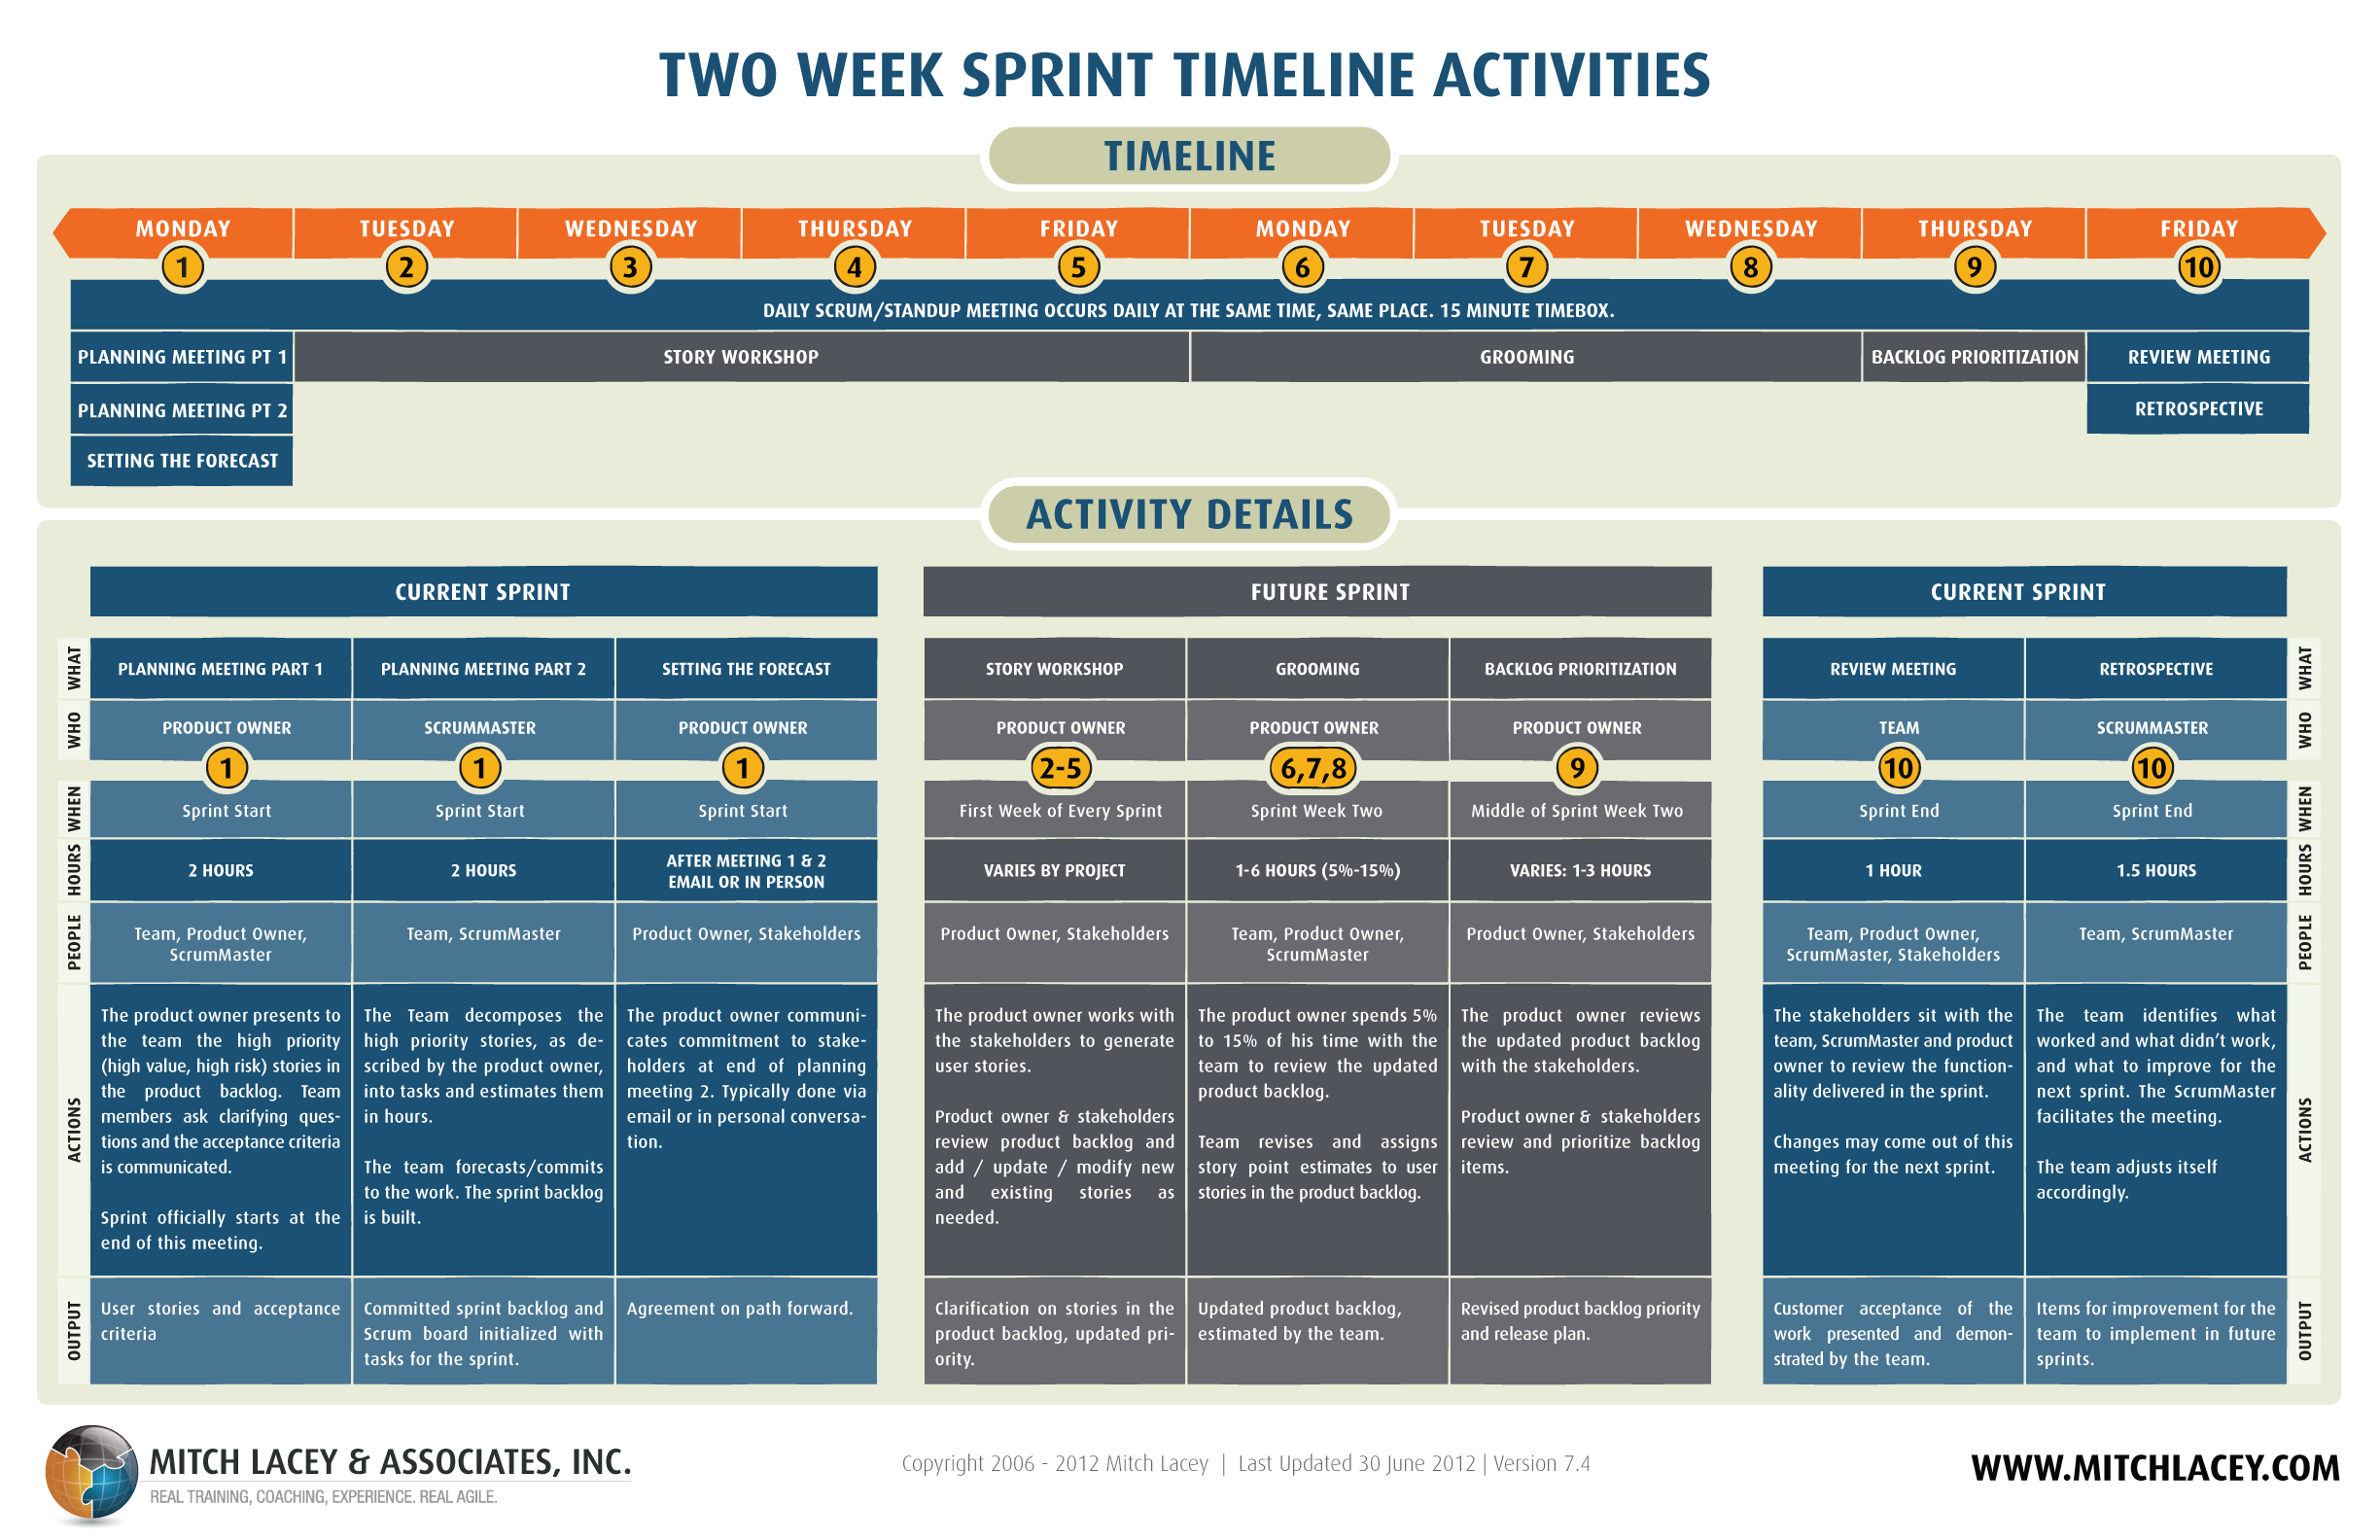 TWO WEEK SPRINT TIMELINE ACTIVITIES
TIMELINE
MONDAY TUESDAY WEDNESDAY THURSDAY FRIDAY MONDAY TUESDAY WEDNESDAY THURSDAY FRIDAY
1 2 3 4 5 6 7 8 9 10
DAILY SCRUM/STANDUP MEETING OCCURS DAILY AT THE SAME TIME, SAME PLACE. 15 MINUTE TIMEBOX.
PLANNING MEETING PT 1 STORY WORKSHOP GROOMING BACKLOG PRIORITIZATION REVIEW MEETING
PLANNING MEETING PT 2 RETROSPECTIVE
SETTING THE FORECAST
ACTIVITY DETAILS
CURRENT SPRINT FUTURE SPRINT CURRENT SPRINT
WHAT PLANNING MEETING PART 1 PLANNING MEETING PART 2 SETTING THE FORECAST STORY WORKSHOP GROOMING BACKLOG PRIORITIZATION REVIEW MEETING RETROSPECTIVE WHAT
WHO PRODUCT OWNER SCRUMMASTER PRODUCT OWNER PRODUCT OWNER PRODUCT OWNER PRODUCT OWNER TEAM SCRUMMASTER WHO
1 1 1 2-5 6,7,8 9 10 10
WHEN Sprint Start Sprint Start Sprint Start First Week of Every Sprint Sprint Week Two Middle of Sprint Week Two Sprint End Sprint End WHEN
HOURS
2 HOURS
2 HOURS
AFTER MEETING 1 & 2
EMAIL OR IN PERSON
VARIES BY PROJECT
1-6 HOURS (5%-15%)
VARIES: 1-3 HOURS
1 HOUR
1.5 HOURS
HOURS
PEOPLE
Team, Product Owner,
ScrumMaster
Team, ScrumMaster
Product Owner, Stakeholders
Product Owner, Stakeholders
Team, Product Owner,
ScrumMaster
Product Owner, Stakeholders
Team, Product Owner,
ScrumMaster, Stakeholders
Team, ScrumMaster
PEOPLE
ACTIONS
The product owner presents to
the team the high priority
(high value, high risk) stories in
the product backlog. Team
members ask clarifying ques-
tions and the acceptance criteria
is communicated.
Sprint officially starts at the
end of this meeting.
The Team decomposes the
high priority stories, as de-
scribed by the product owner,
into tasks and estimates them
in hours.
The team forecasts/commits
to the work. The sprint backlog
is built.
The product owner communi-
cates commitment to stake-
holders at end of planning
meeting 2. Typically done via
email or in personal conversa-
tion.
The product owner works with
the stakeholders to generate
user stories.
Product owner & stakeholders
review product backlog and
add / update / modify new
and existing stories as
needed.
The product owner spends 5%
to 15% of his time with the
team to review the updated
product backlog.
Team revises and assigns
story point estimates to user
stories in the product backlog.
The product owner reviews
the updated product backlog
with the stakeholders.
Product owner & stakeholders
review and prioritize backlog
items.
The stakeholders sit with the
team, ScrumMaster and product
owner to review the function-
ality delivered in the sprint.
Changes may come out of this
meeting for the next sprint.
The team identifies what
worked and what didn't work,
and what to improve for the
next sprint. The ScrumMaster
facilitates the meeting.
The team adjusts itself
accordingly.
ACTIONS
OUTPUT
User stories and acceptance
criteria
Committed sprint backlog and
Scrum board initialized with
tasks for the sprint.
Agreement on path forward.
Clarification on stories in the
product backlog, updated pri-
ority.
Updated product backlog,
estimated by the team.
Revised product backlog priority
and release plan.
Customer acceptance of the
work presented and demon-
strated by the team.
Items for improvement for the
team to implement in future
sprints.
OUTPUT
MITCH LACEY & ASSOCIATES, INC.
REAL TRAINING, COACHING, EXPERIENCE. REAL AGILE.
Copyright 2006 - 2012 Mitch Lacey | Last Updated 30 June 2012 | Version 7.4
WWW.MITCHLACEY.COM